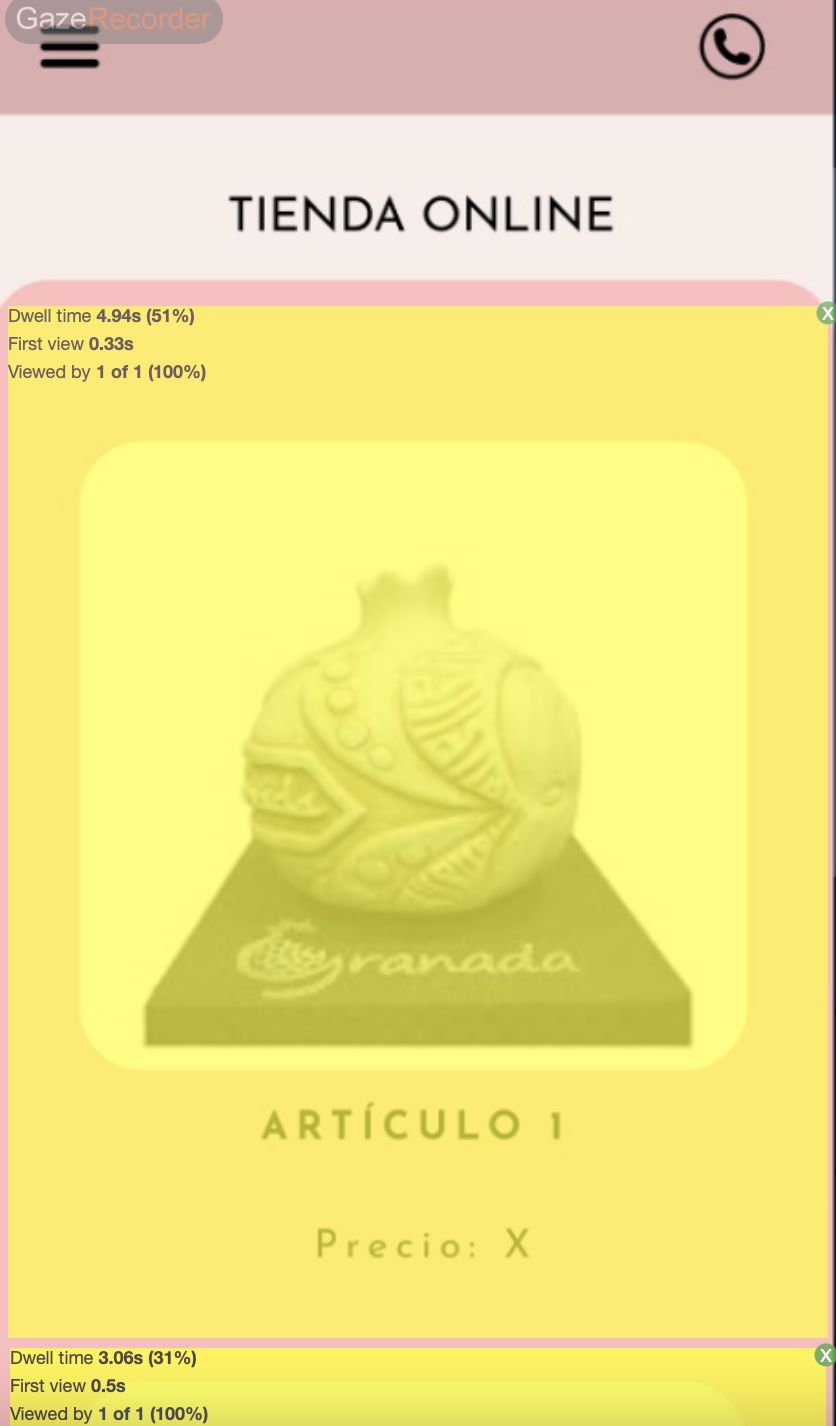 GazeRecorder
TIENDA ONLINE
Dwell time 4.94s (51%)
X
First view 0.33s
Viewed by 1 of 1 (100%)
granada
ARTÍCULO 1
Precio: X
Dwell time 3.06s (31%)
X
First view 0.5s
Viewed by 1 of 1 (100%)